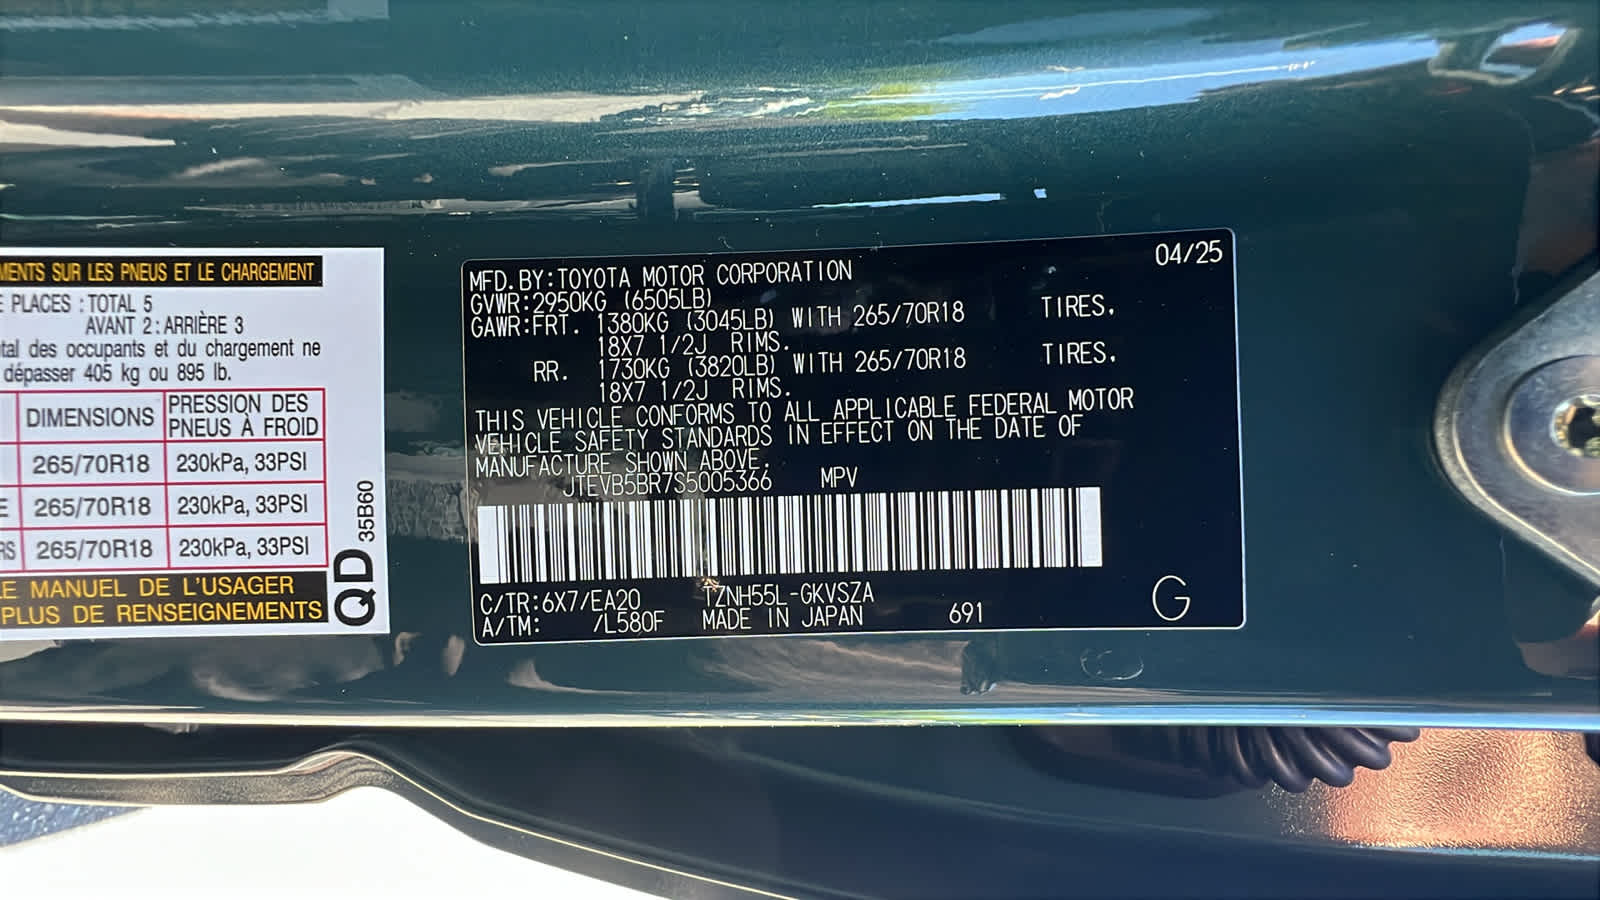 MENTS SUR LES PNEUS ET LE CHARGEMENT
PLACES : TOTAL 5
AVANT 2 : ARRIÈRE 3
des occupants et du chargement ne
dépasser 405 kg ou 895 lb.
DIMENSIONS
PRESSION DES
PNEUS À FROID
265/70R18 230kPa, 33PSI
E 265/70R18 230kPa, 33PSI
RS 265/70R18 230kPa, 33PSI
LE MANUEL DE L'USAGER
PLUS DE RENSEIGNEMENTS
QD 35B60
04/25
MFD.BY:TOYOTA MOTOR CORPORATION
GVWR:2950KG (6505LB)
GAWR:FRT. 1380KG (3045LB) WITH 265/70R18 TIRES.
18X7 1/2J RIMS.
RR. 1730KG (3820LB) WITH 265/70R18 TIRES.
18X7 1/2J RIMS.
THIS VEHICLE CONFORMS TO ALL APPLICABLE FEDERAL MOTOR
VEHICLE SAFETY STANDARDS IN EFFECT ON THE DATE OF
MANUFACTURE SHOWN ABOVE.
JTEVB5BR7S5005366 MPV
C/TR:6X7/EA20 TZNH55L-GKVSZA
A/TM: /L580F MADE IN JAPAN 691
G